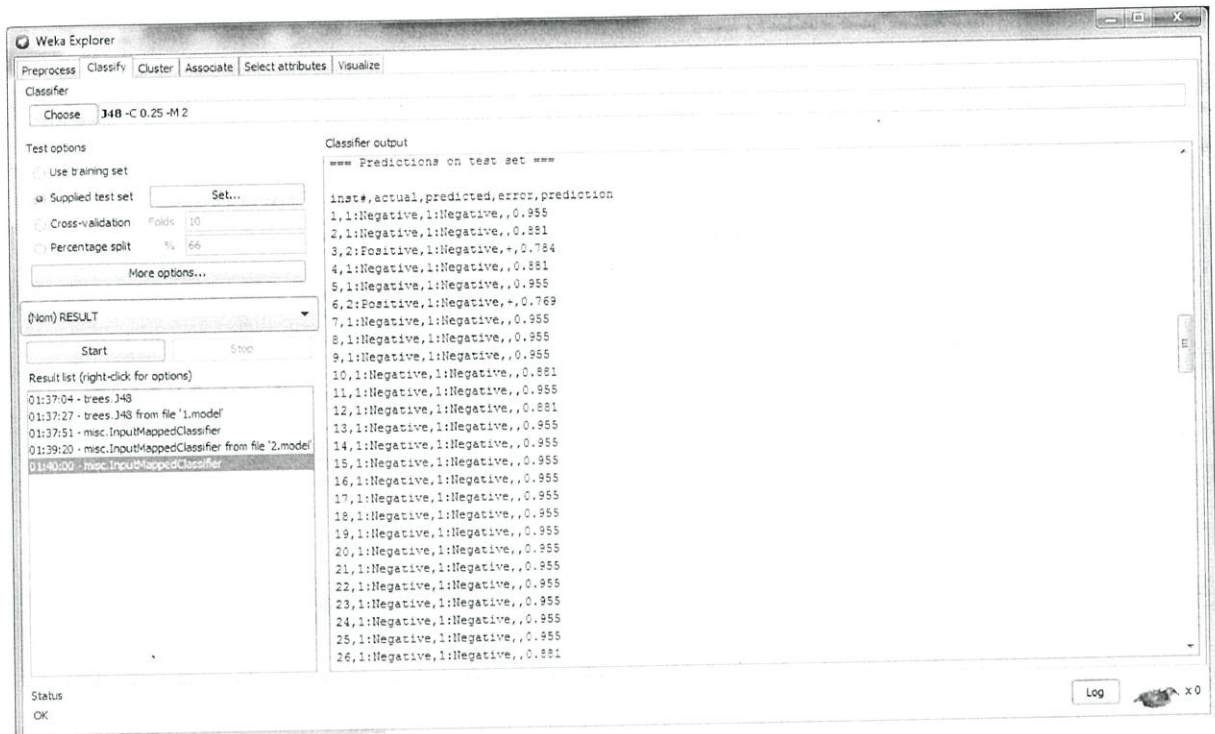 Weka Explorer
Preprocess Classify Cluster Associate Select attributes Visualize
Classifier
Choose J48 -C 0.25 -M 2
Test options
Use training set
Supplied test set Set...
Cross-validation Folds 10
Percentage split % 66
More options...
(Nom) RESULT
Start Stop
Result list (right-click for options)
01:37:04 - trees.J48
01:37:27 - trees.J48 from file '1.model'
01:37:51 - misc.InputMappedClassifier
01:39:20 - misc.InputMappedClassifier from file '2.model'
01:40:00 - misc.InputMappedClassifier
Classifier output
=== Predictions on test set ===
inst#,actual,predicted,error,prediction
1,1:Negative,1:Negative,,0.955
2,1:Negative,1:Negative,,0.881
3,2:Positive,1:Negative,+,0.784
4,1:Negative,1:Negative,,0.881
5,1:Negative,1:Negative,,0.955
6,2:Positive,1:Negative,+,0.769
7,1:Negative,1:Negative,,0.955
8,1:Negative,1:Negative,,0.955
9,1:Negative,1:Negative,,0.955
10,1:Negative,1:Negative,,0.881
11,1:Negative,1:Negative,,0.955
12,1:Negative,1:Negative,,0.881
13,1:Negative,1:Negative,,0.955
14,1:Negative,1:Negative,,0.955
15,1:Negative,1:Negative,,0.955
16,1:Negative,1:Negative,,0.955
17,1:Negative,1:Negative,,0.955
18,1:Negative,1:Negative,,0.955
19,1:Negative,1:Negative,,0.955
20,1:Negative,1:Negative,,0.955
21,1:Negative,1:Negative,,0.955
22,1:Negative,1:Negative,,0.955
23,1:Negative,1:Negative,,0.955
24,1:Negative,1:Negative,,0.955
25,1:Negative,1:Negative,,0.955
26,1:Negative,1:Negative,,0.881
Status
OK
Log x 0